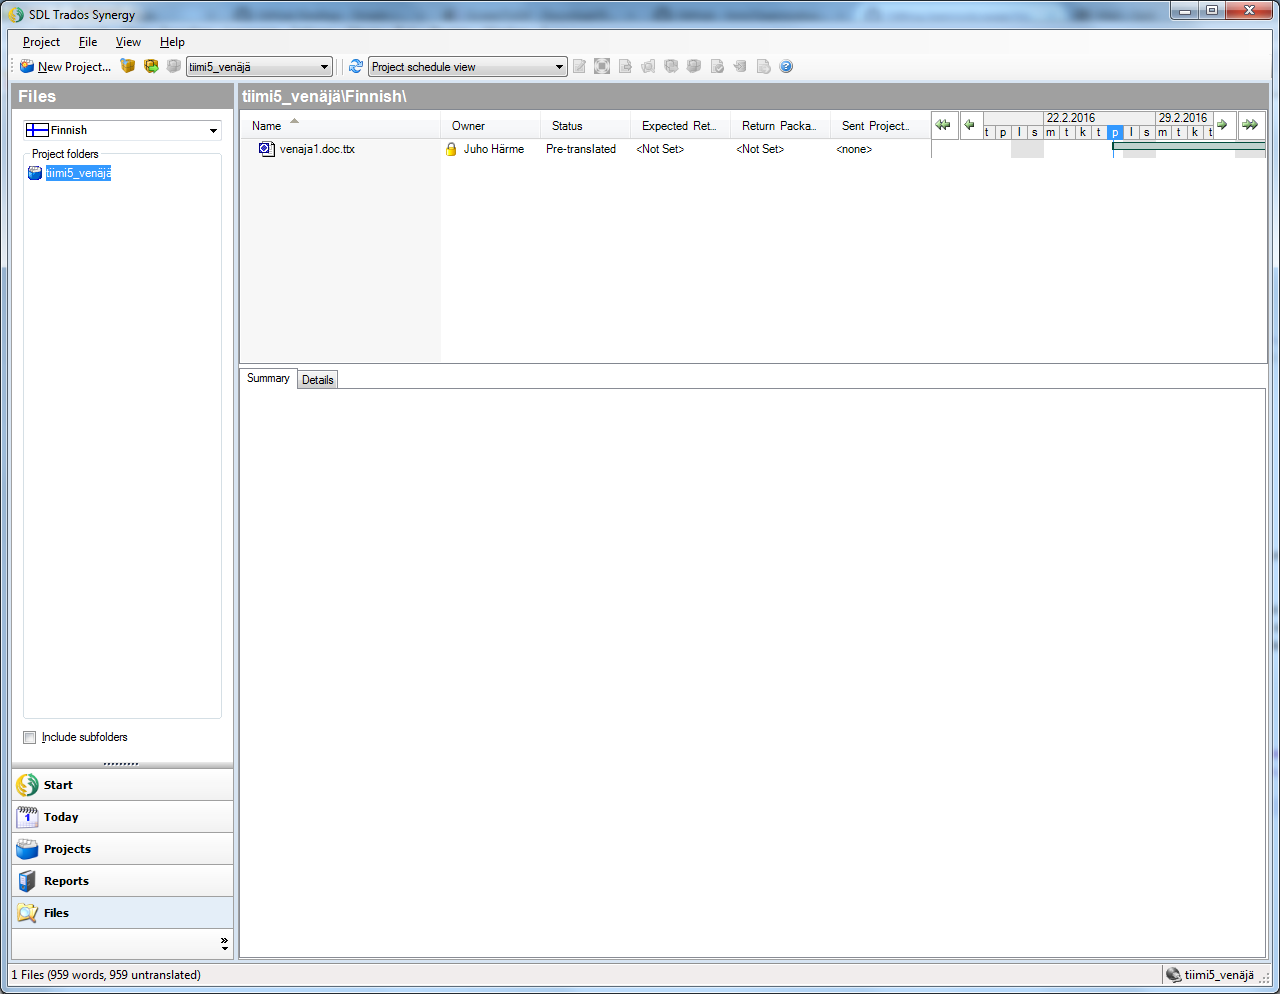 SDL Trados Synergy
Project File View Help
New Project... tiimi5_venäjä Project schedule view
Files
tiimi5_venäjä\Finnish\
Finnish
Project folders
tiimi5_venäjä
Name Owner Status Expected Ret... Return Packa... Sent Project...
22.2.2016 29.2.2016
t p l s m t k t p l s m t k t
venaja1.doc.ttx Juho Härme Pre-translated <Not Set> <Not Set> <none>
Summary Details
Include subfolders
Start
1 Today
Projects
Reports
Files
1 Files (959 words, 959 untranslated) tiimi5_venäjä